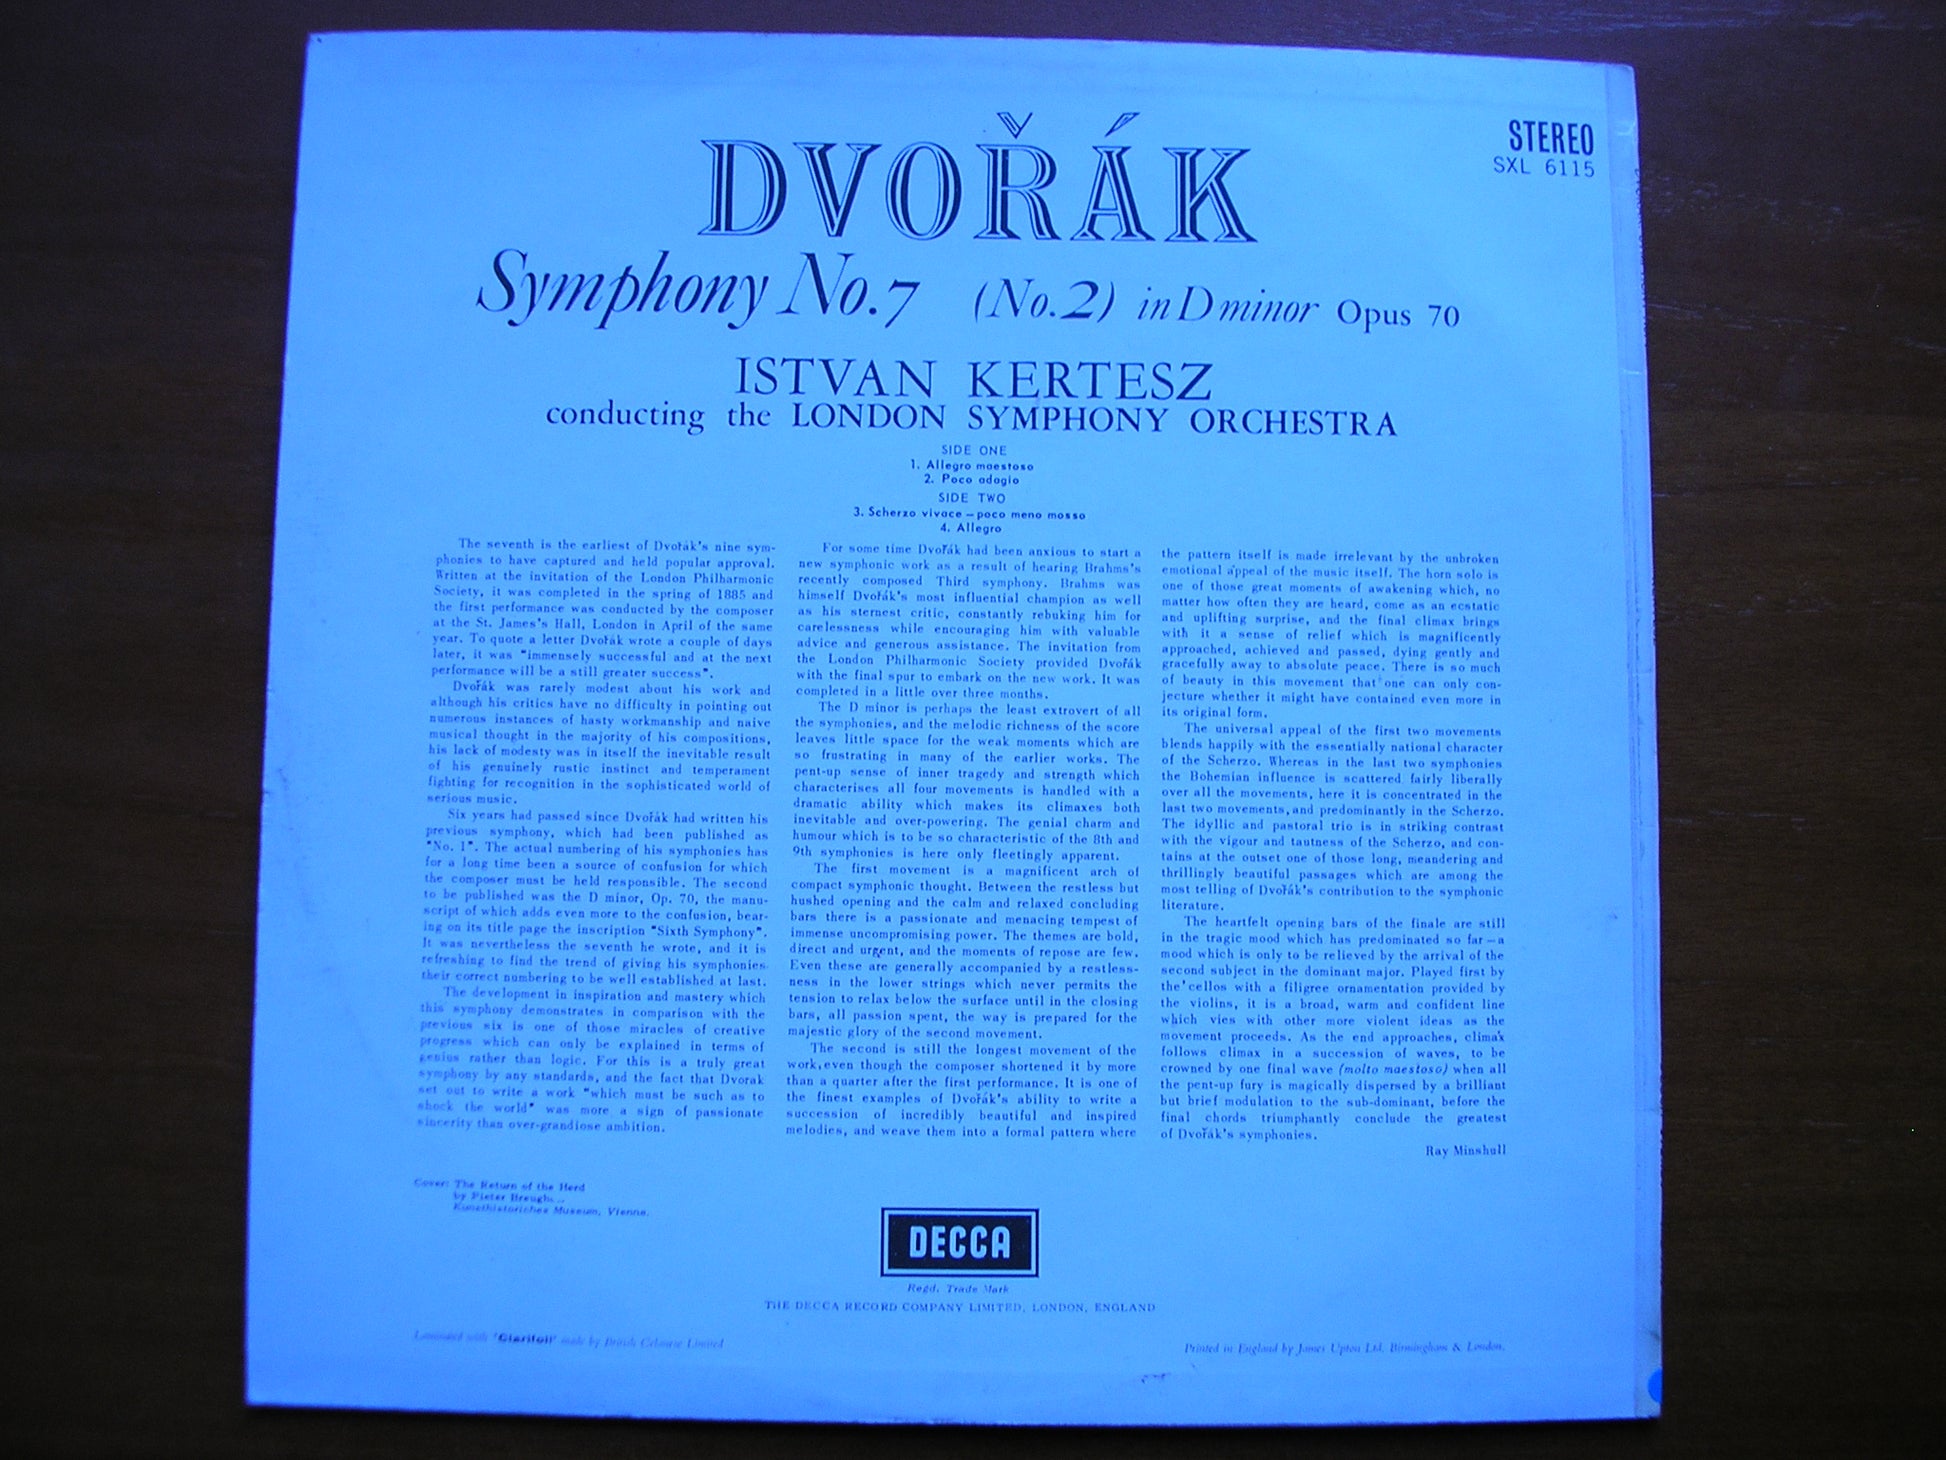 DVOŘÁK
STEREO
SXL 6115
Symphony No.7 (No.2) in D minor Opus 70
ISTVAN KERTESZ
conducting the LONDON SYMPHONY ORCHESTRA
SIDE ONE
1. Allegro maestoso
2. Poco adagio
SIDE TWO
3. Scherzo vivace – poco meno mosso
4. Allegro
The seventh is the earliest of Dvořák's nine sym-
phonies to have captured and held popular approval.
Written at the invitation of the London Philharmonic
Society, it was completed in the spring of 1885 and
the first performance was conducted by the composer
at the St. James's Hall, London in April of the same
year. To quote a letter Dvořák wrote a couple of days
later, it was "immensely successful and at the next
performance will be a still greater success".
Dvořák was rarely modest about his work and
although his critics have no difficulty in pointing out
numerous instances of hasty workmanship and naive
musical thought in the majority of his compositions,
his lack of modesty was in itself the inevitable result
of his genuinely rustic instinct and temperament
fighting for recognition in the sophisticated world of
serious music.
Six years had passed since Dvořák had written his
previous symphony, which had been published as
"No. 1". The actual numbering of his symphonies has
for a long time been a source of confusion for which
the composer must be held responsible. The second
to be published was the D minor, Op. 70, the manu-
script of which adds even more to the confusion, bear-
ing on its title page the inscription "Sixth Symphony".
It was nevertheless the seventh he wrote, and it is
refreshing to find the trend of giving his symphonies
their correct numbering to be well established at last.
The development in inspiration and mastery which
this symphony demonstrates in comparison with the
previous six is one of those miracles of creative
progress which can only be explained in terms of
genius rather than logic. For this is a truly great
symphony by any standards, and the fact that Dvorak
set out to write a work "which must be such as to
shock the world" was more a sign of passionate
sincerity than over-grandiose ambition.
For some time Dvořák had been anxious to start a
new symphonic work as a result of hearing Brahms's
recently composed Third symphony. Brahms was
himself Dvořák's most influential champion as well
as his sternest critic, constantly rebuking him for
carelessness while encouraging him with valuable
advice and generous assistance. The invitation from
the London Philharmonic Society provided Dvořák
with the final spur to embark on the new work. It was
completed in a little over three months.
The D minor is perhaps the least extrovert of all
the symphonies, and the melodic richness of the score
leaves little space for the weak moments which are
so frustrating in many of the earlier works. The
pent-up sense of inner tragedy and strength which
characterises all four movements is handled with a
dramatic ability which makes its climaxes both
inevitable and over-powering. The genial charm and
humour which is to be so characteristic of the 8th and
9th symphonies is here only fleetingly apparent.
The first movement is a magnificent arch of
compact symphonic thought. Between the restless but
hushed opening and the calm and relaxed concluding
bars there is a passionate and menacing tempest of
immense uncompromising power. The themes are bold,
direct and urgent, and the moments of repose are few.
Even these are generally accompanied by a restless-
ness in the lower strings which never permits the
tension to relax below the surface until in the closing
bars, all passion spent, the way is prepared for the
majestic glory of the second movement.
The second is still the longest movement of the
work, even though the composer shortened it by more
than a quarter after the first performance. It is one of
the finest examples of Dvořák's ability to write a
succession of incredibly beautiful and inspired
melodies, and weave them into a formal pattern where
the pattern itself is made irrelevant by the unbroken
emotional appeal of the music itself. The horn solo is
one of those great moments of awakening which, no
matter how often they are heard, come as an ecstatic
and uplifting surprise, and the final climax brings
with it a sense of relief which is magnificently
approached, achieved and passed, dying gently and
gracefully away to absolute peace. There is so much
of beauty in this movement that one can only con-
jecture whether it might have contained even more in
its original form.
The universal appeal of the first two movements
blends happily with the essentially national character
of the Scherzo. Whereas in the last two symphonies
the Bohemian influence is scattered fairly liberally
over all the movements, here it is concentrated in the
last two movements, and predominantly in the Scherzo.
The idyllic and pastoral trio is in striking contrast
with the vigour and tautness of the Scherzo, and con-
tains at the outset one of those long, meandering and
thrillingly beautiful passages which are among the
most telling of Dvořák's contribution to the symphonic
literature.
The heartfelt opening bars of the finale are still
in the tragic mood which has predominated so far – a
mood which is only to be relieved by the arrival of the
second subject in the dominant major. Played first by
the 'cellos with a filigree ornamentation provided by
the violins, it is a broad, warm and confident line
which vies with other more violent ideas as the
movement proceeds. As the end approaches, climax
follows climax in a succession of waves, to be
crowned by one final wave (molto maestoso) when all
the pent-up fury is magically dispersed by a brilliant
but brief modulation to the sub-dominant, before the
final chords triumphantly conclude the greatest
of Dvořák's symphonies.
Ray Minshull
Cover: The Return of the Herd
by Pieter
Kunsthistorisches Museum, Vienna.
DECCA
Regd. Trade Mark
THE DECCA RECORD COMPANY LIMITED, LONDON, ENGLAND
Laminated with 'Clarifoil' made by British Celanese Limited
Printed in England by James Upton Ltd. Birmingham & London.